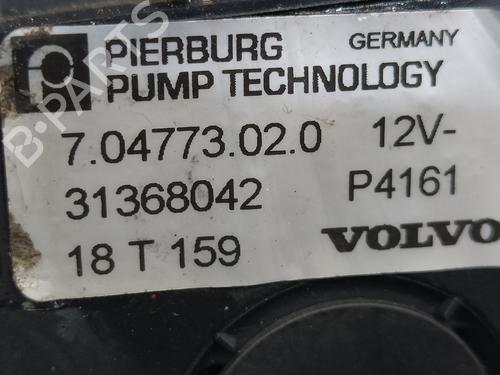 PIERBURG GERMANY
PUMP TECHNOLOGY
7.04773.02.0 12V-
31368042 P4161
18 T 159 VOLVO
B-PARTS